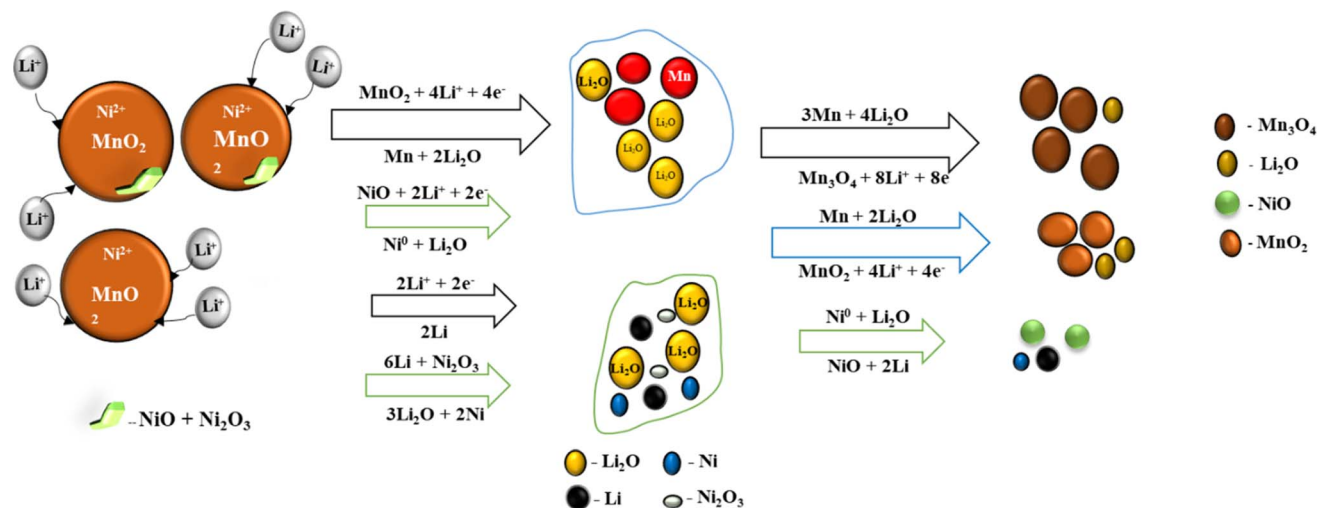 Li⁺
Li⁺
Li⁺
Ni²⁺
MnO₂
Ni²⁺
MnO
2
Li⁺
Ni²⁺
MnO
2
Li⁺
Li⁺
Li⁺
-- NiO + Ni₂O₃
MnO₂ + 4Li⁺ + 4e⁻
Mn + 2Li₂O
NiO + 2Li⁺ + 2e⁻
Ni⁰ + Li₂O
2Li⁺ + 2e⁻
2Li
6Li + Ni₂O₃
3Li₂O + 2Ni
Li₂O
Mn
Li₂O
Li₂O
Li₂O
Li₂O
Li₂O
Li₂O
- Li₂O
- Ni
- Li
- Ni₂O₃
3Mn + 4Li₂O
Mn₃O₄ + 8Li⁺ + 8e⁻
Mn + 2Li₂O
MnO₂ + 4Li⁺ + 4e⁻
Ni⁰ + Li₂O
NiO + 2Li
- Mn₃O₄
- Li₂O
- NiO
- MnO₂